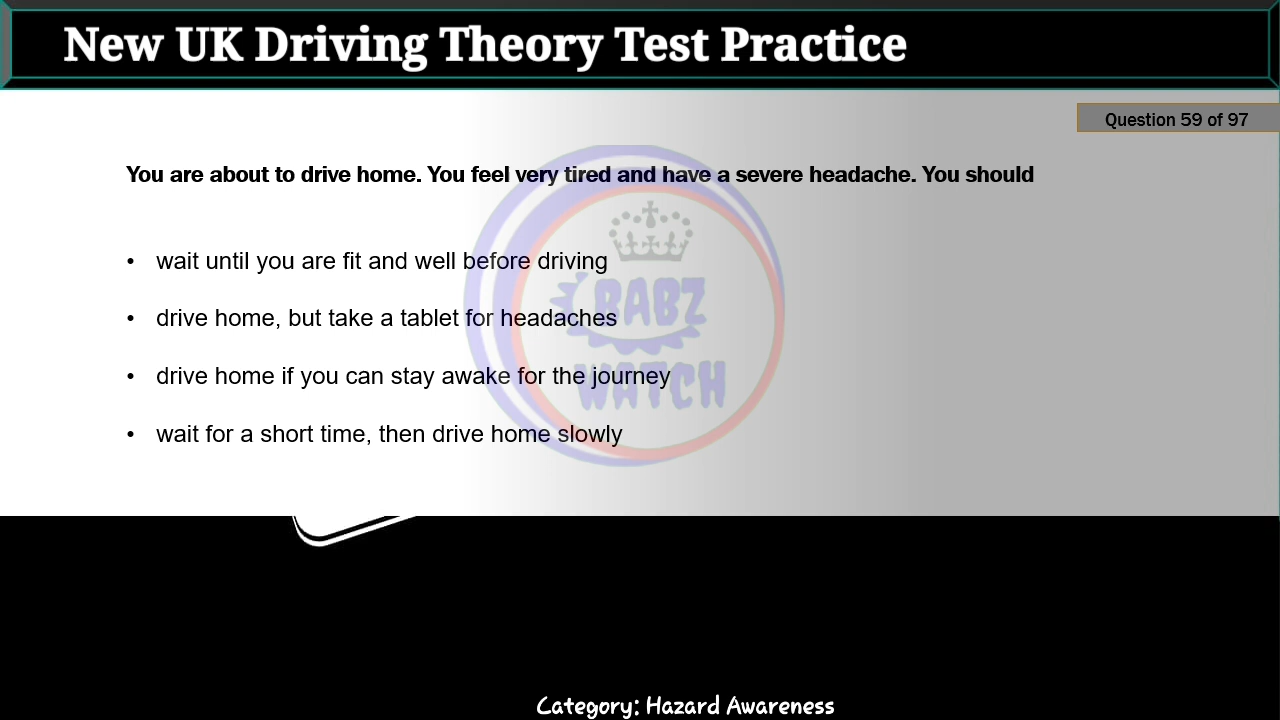 New UK Driving Theory Test Practice
Question 59 of 97
You are about to drive home. You feel very tired and have a severe headache. You should
• wait until you are fit and well before driving
• drive home, but take a tablet for headaches
• drive home if you can stay awake for the journey
• wait for a short time, then drive home slowly
BABZ
WATCH
Category: Hazard Awareness